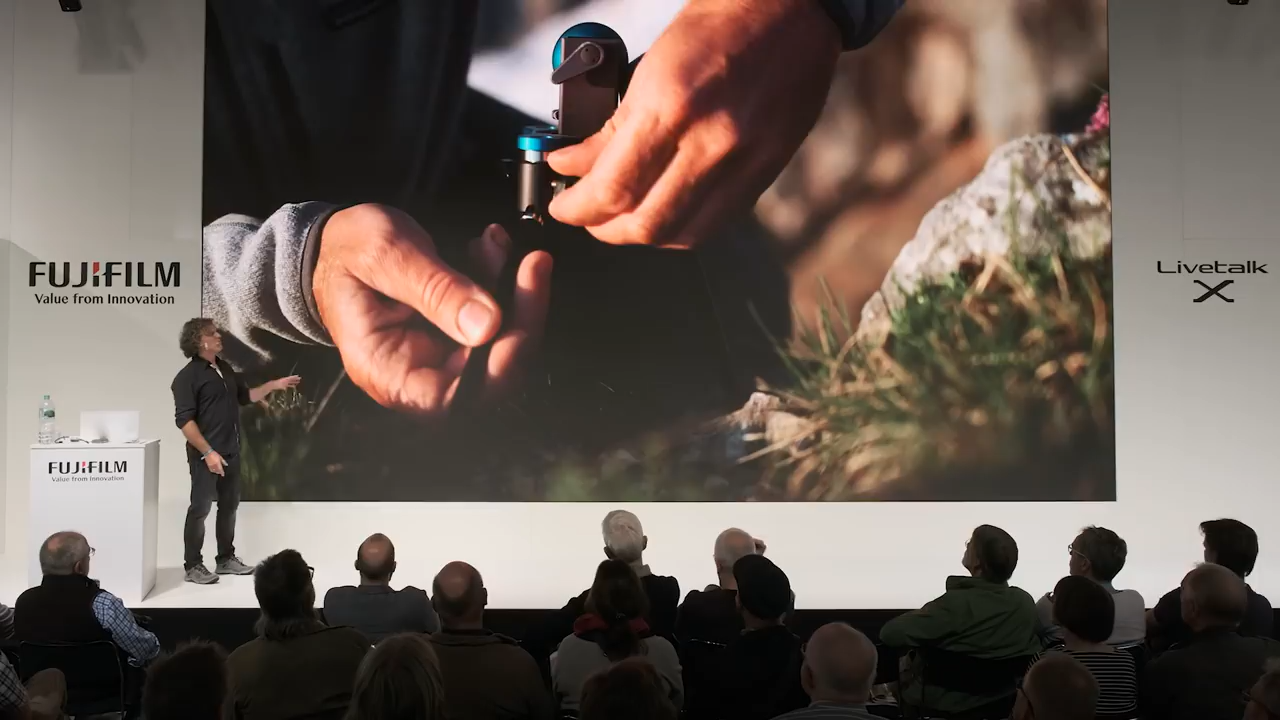 FUJIFILM
Value from Innovation
Livetalk
X
FUJIFILM
Value from Innovation